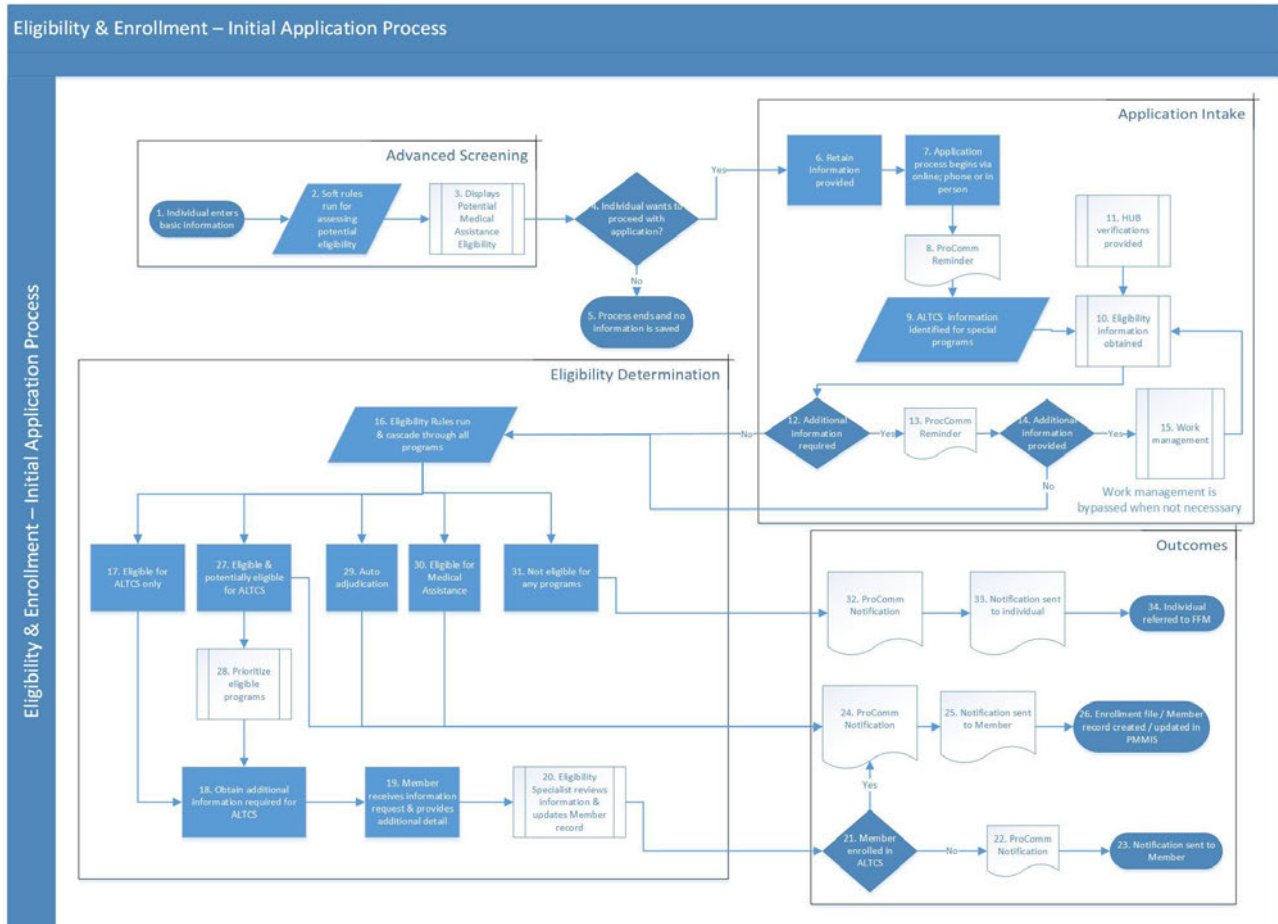 Eligibility & Enrollment – Initial Application Process
Eligibility & Enrollment – Initial Application Process
Advanced Screening
1. Individual enters
basic information
2. Soft rules
run for
assessing
potential
eligibility
3. Displays
Potential
Medical
Assistance
Eligibility
4. Individual wants to
proceed with
application?
Yes
No
5. Process ends and no
information is saved
Application Intake
6. Retain
information
provided
7. Application
process begins via
online; phone or in
person
8. ProComm
Reminder
9. ALTCS information
identified for special
programs
11. HUB
verifications
provided
10. Eligibility
information
obtained
12. Additional
information
required
No
Yes
13. ProcComm
Reminder
14. Additional
information
provided
Yes
No
15. Work
management
Work management is
bypassed when not necesssary
Eligibility Determination
16. Eligibility Rules run
& cascade through all
programs
17. Eligible for
ALTCS only
27. Eligible &
potentially eligible
for ALTCS
29. Auto
adjudication
30. Eligible for
Medical
Assistance
31. Not eligible for
any programs
28. Prioritize
eligible
programs
18. Obtain additional
information required for
ALTCS
19. Member
receives information
request & provides
additional detail
20. Eligibility
Specialist reviews
information &
updates Member
record
Outcomes
32. ProComm
Notification
33. Notification sent
to individual
34. Individual
referred to FFM
24. ProComm
Notification
25. Notification sent
to Member
26. Enrollment file / Member
record created / updated in
PMMIS
Yes
21. Member
enrolled in
ALTCS
No
22. ProComm
Notification
23. Notification sent to
Member